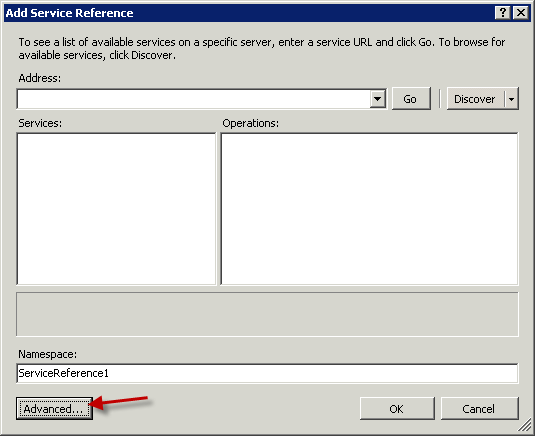 Add Service Reference
To see a list of available services on a specific server, enter a service URL and click Go. To browse for
available services, click Discover.
Address:
Go
Discover
Services:
Operations:
Namespace:
ServiceReference1
Advanced...
OK
Cancel